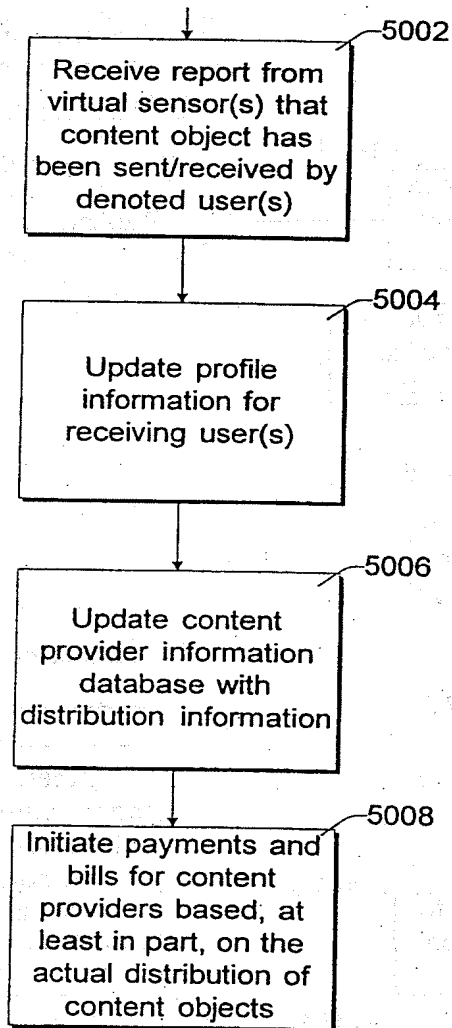 5002
Receive report from
virtual sensor(s) that
content object has
been sent/received by
denoted user(s)
5004
Update profile
information for
receiving user(s)
5006
Update content
provider information
database with
distribution information
5008
Initiate payments and
bills for content
providers based, at
least in part, on the
actual distribution of
content objects